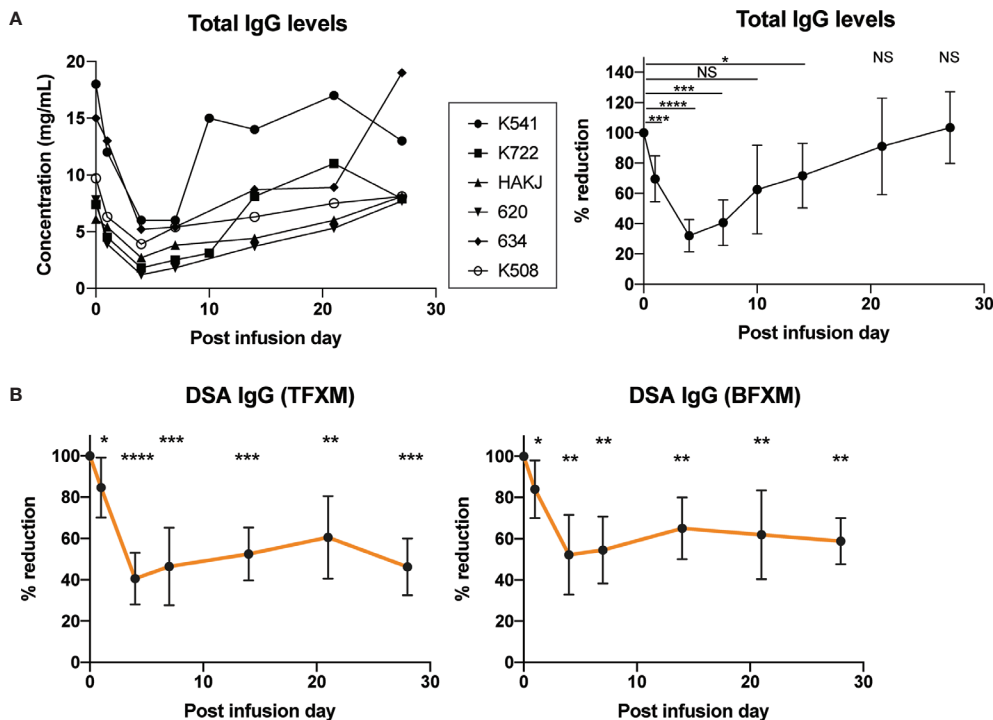 A
Total IgG levels
Concentration (mg/mL)
20
15
10
5
0
0
10
20
30
Post infusion day
K541
K722
HAKJ
620
634
K508
Total IgG levels
% reduction
140
120
100
80
60
40
20
0
*
NS
***
****
***
NS
NS
0
10
20
30
Post infusion day
B
DSA IgG (TFXM)
% reduction
100
80
60
40
20
0
*
****
***
***
**
***
0
10
20
30
Post infusion day
DSA IgG (BFXM)
% reduction
100
80
60
40
20
0
*
**
**
**
**
**
0
10
20
30
Post infusion day